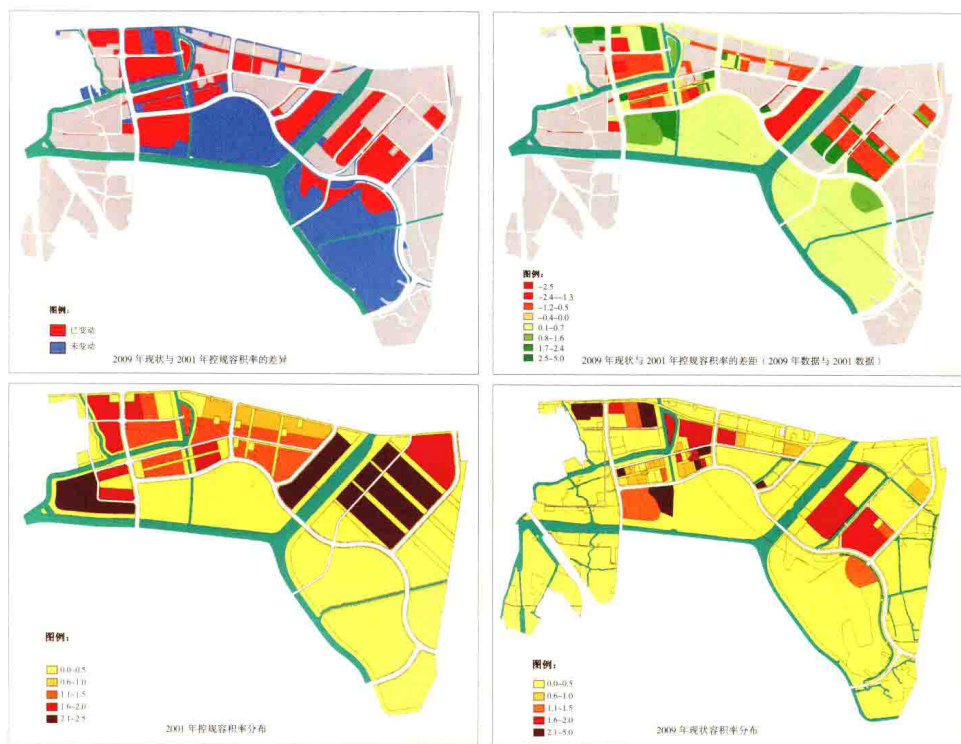 图例：
已变动
未变动
2009 年现状与 2001 年控规容积率的差异
图例：
-2.5
-2.4--1.3
-1.2-0.5
-0.4-0.0
0.1-0.7
0.8-1.6
1.7-2.4
2.5-5.0
2009 年现状与 2001 年控规容积率的差距（2009 年数据与 2001 数据）
图例：
0.0-0.5
0.6-1.0
1.1-1.5
1.6-2.0
2.1-2.5
2001 年控规容积率分布
图例：
0.0-0.5
0.6-1.0
1.1-1.5
1.6-2.0
2.1-5.0
2009 年现状容积率分布